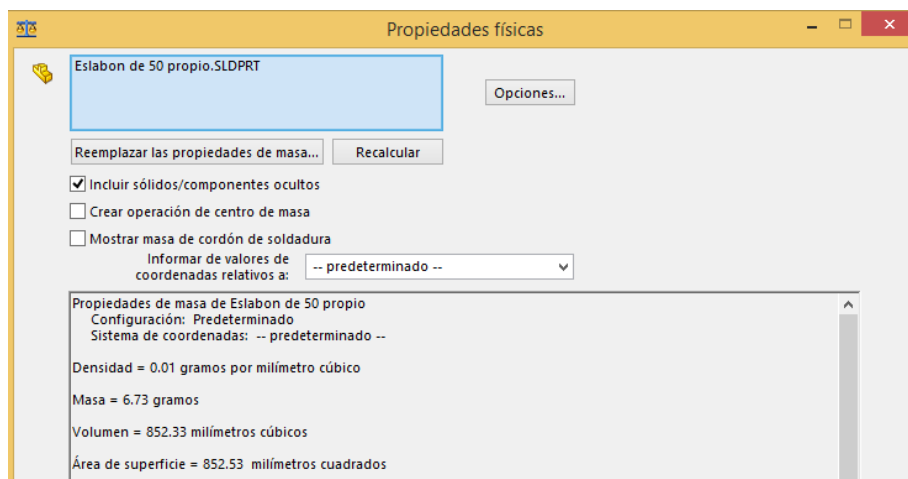 Propiedades físicas
Eslabon de 50 propio.SLDPRT
Opciones...
Reemplazar las propiedades de masa... Recalcular
Incluir sólidos/componentes ocultos
Crear operación de centro de masa
Mostrar masa de cordón de soldadura
Informar de valores de
coordenadas relativos a: -- predeterminado --
Propiedades de masa de Eslabon de 50 propio
Configuración: Predeterminado
Sistema de coordenadas: -- predeterminado --
Densidad = 0.01 gramos por milímetro cúbico
Masa = 6.73 gramos
Volumen = 852.33 milímetros cúbicos
Área de superficie = 852.53 milímetros cuadrados